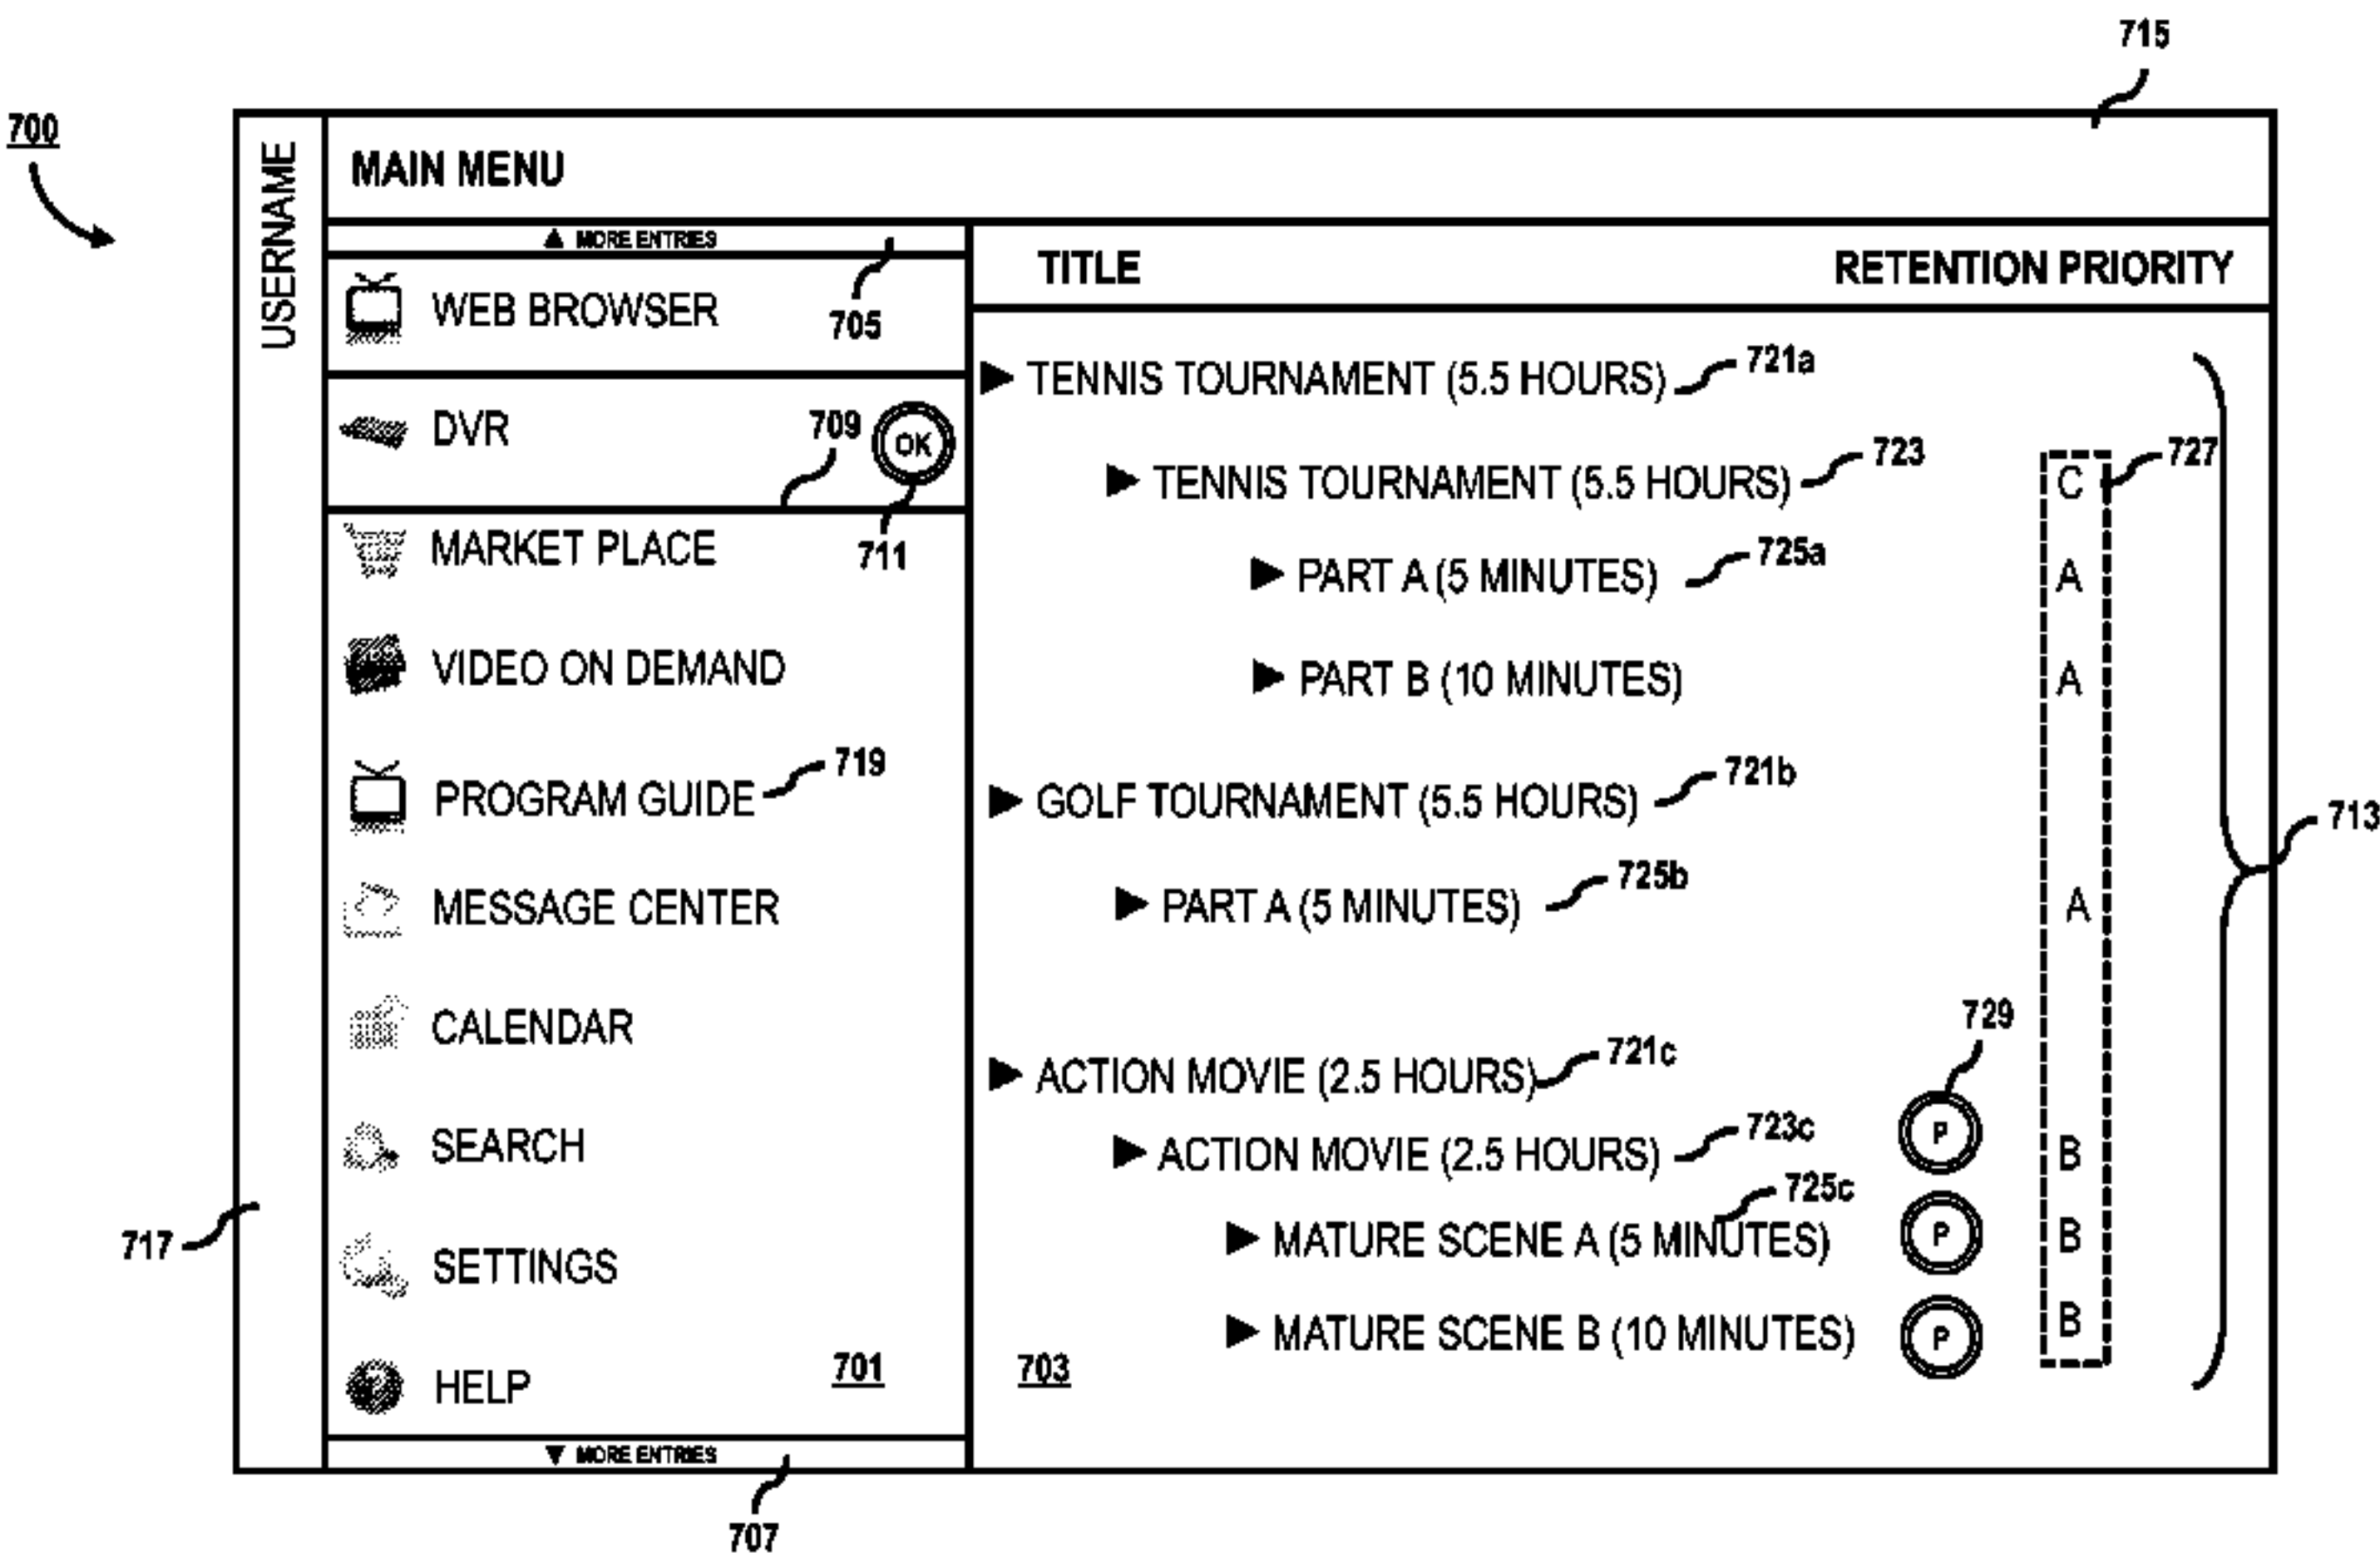 715
700
USERNAME
MAIN MENU
▲ MORE ENTRIES
705
WEB BROWSER
DVR
709
OK
711
MARKET PLACE
VIDEO ON DEMAND
PROGRAM GUIDE 719
MESSAGE CENTER
CALENDAR
SEARCH
SETTINGS
HELP
701
▼ MORE ENTRIES
707
717
TITLE RETENTION PRIORITY
▶ TENNIS TOURNAMENT (5.5 HOURS) 721a
▶ TENNIS TOURNAMENT (5.5 HOURS) 723 C 727
▶ PART A (5 MINUTES) 725a A
▶ PART B (10 MINUTES) A
▶ GOLF TOURNAMENT (5.5 HOURS) 721b
713
▶ PART A (5 MINUTES) 725b A
729
▶ ACTION MOVIE (2.5 HOURS) 721c
▶ ACTION MOVIE (2.5 HOURS) 723c P B
▶ MATURE SCENE A (5 MINUTES) 725c P B
▶ MATURE SCENE B (10 MINUTES) P B
703